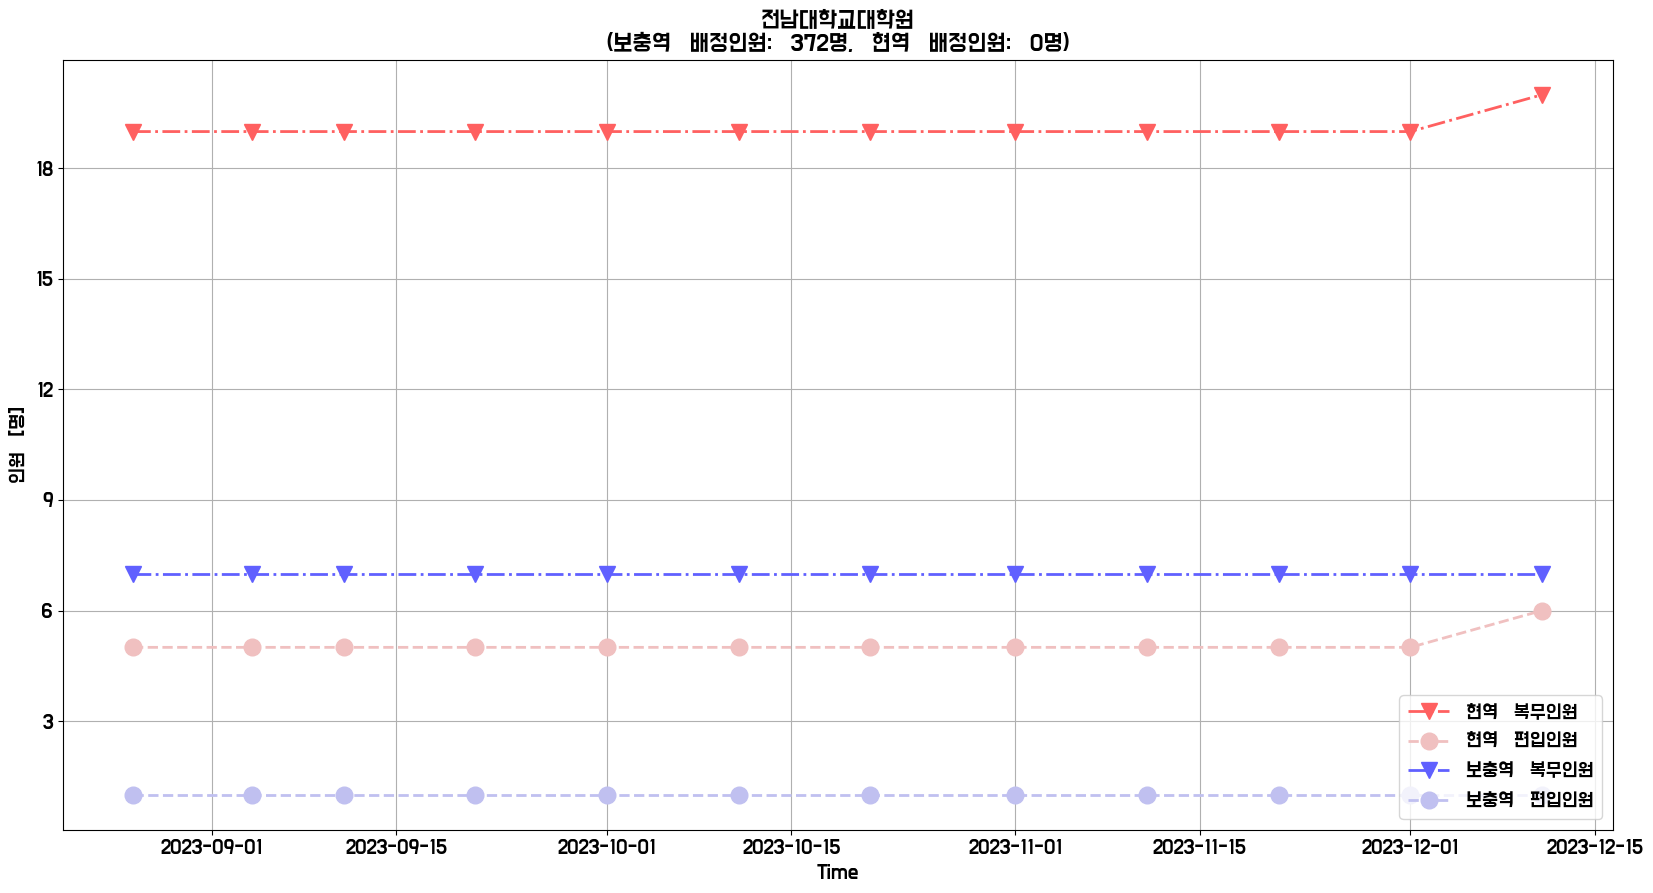 전남대학교대학원
(보충역 배정인원: 372명, 현역 배정인원: 0명)
인원 [명]
18
15
12
9
6
3
현역 복무인원
현역 편입인원
보충역 복무인원
보충역 편입인원
2023-09-01 2023-09-15 2023-10-01 2023-10-15 2023-11-01 2023-11-15 2023-12-01 2023-12-15
Time